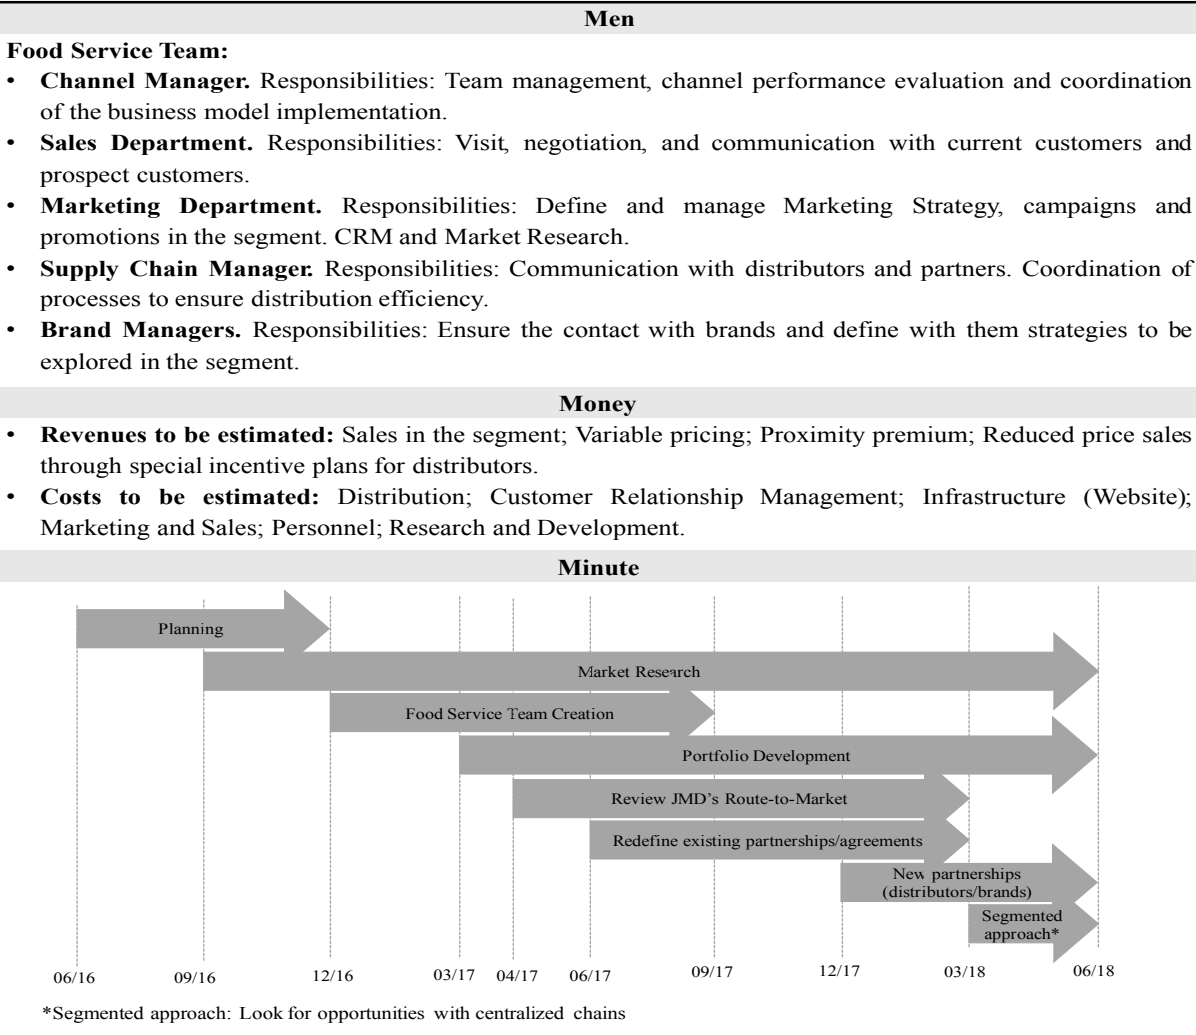 Men
Food Service Team:
• Channel Manager. Responsibilities: Team management, channel performance evaluation and coordination
of the business model implementation.
• Sales Department. Responsibilities: Visit, negotiation, and communication with current customers and
prospect customers.
• Marketing Department. Responsibilities: Define and manage Marketing Strategy, campaigns and
promotions in the segment. CRM and Market Research.
• Supply Chain Manager. Responsibilities: Communication with distributors and partners. Coordination of
processes to ensure distribution efficiency.
• Brand Managers. Responsibilities: Ensure the contact with brands and define with them strategies to be
explored in the segment.
Money
• Revenues to be estimated: Sales in the segment; Variable pricing; Proximity premium; Reduced price sales
through special incentive plans for distributors.
• Costs to be estimated: Distribution; Customer Relationship Management; Infrastructure (Website);
Marketing and Sales; Personnel; Research and Development.
Minute
Planning
Market Research
Food Service Team Creation
Portfolio Development
Review JMD's Route-to-Market
Redefine existing partnerships/agreements
New partnerships
(distributors/brands)
Segmented
approach*
06/16 09/16 12/16 03/17 04/17 06/17 09/17 12/17 03/18 06/18
*Segmented approach: Look for opportunities with centralized chains